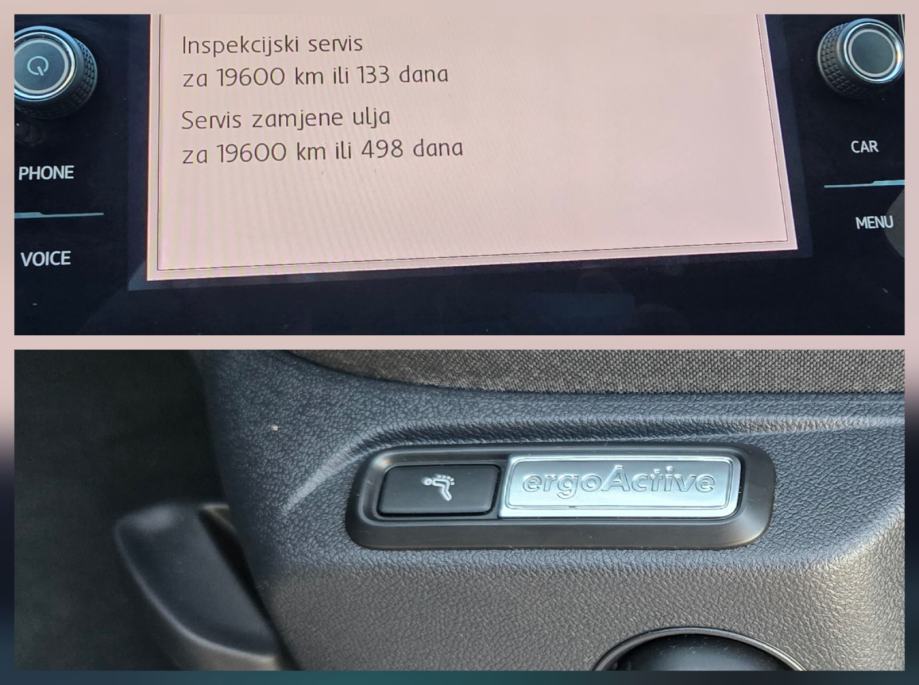 Inspekcijski servis
za 19600 km ili 133 dana
Servis zamjene ulja
za 19600 km ili 498 dana
PHONE
VOICE
CAR
MENU
ergoActive